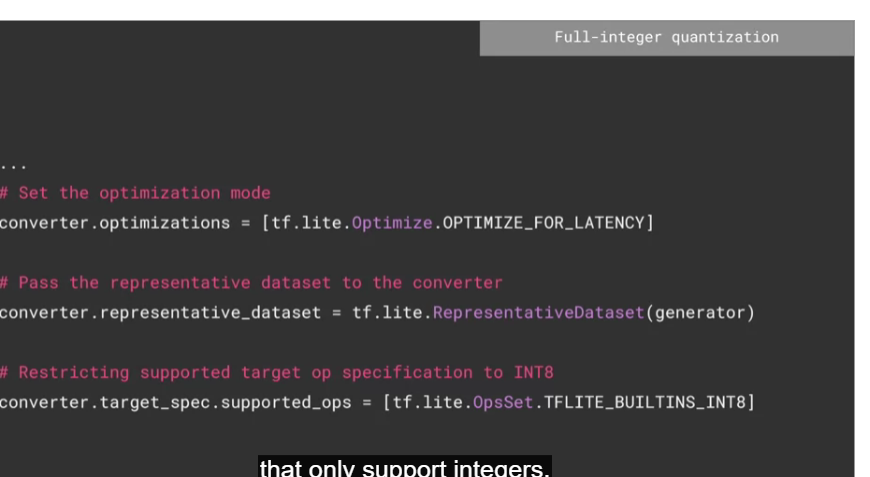 Full-integer quantization
...
# Set the optimization mode
converter.optimizations = [tf.lite.Optimize.OPTIMIZE_FOR_LATENCY]
# Pass the representative dataset to the converter
converter.representative_dataset = tf.lite.RepresentativeDataset(generator)
# Restricting supported target op specification to INT8
converter.target_spec.supported_ops = [tf.lite.OpsSet.TFLITE_BUILTINS_INT8]
that only support integers.